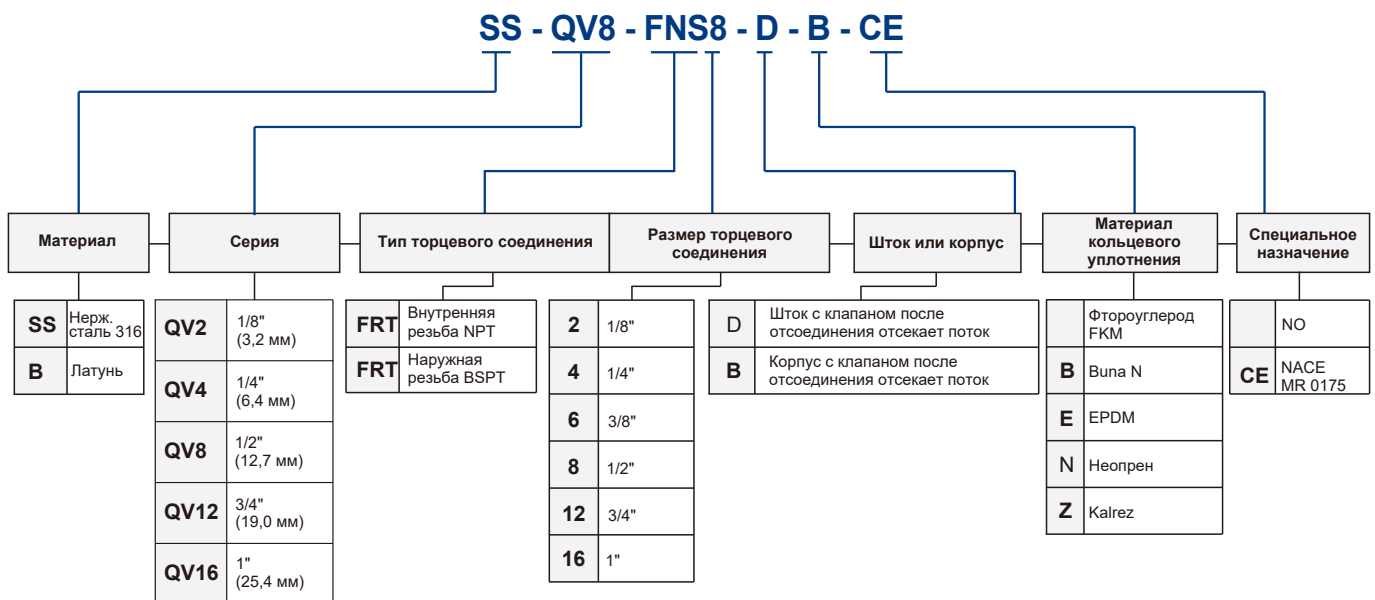 SS - QV8 - FNS8 - D - B - CE
Материал
Серия
Тип торцевого соединения
Размер торцевого
соединения
Шток или корпус
Материал
кольцевого
уплотнения
Специальное
назначение
SS Нерж.
сталь 316
B Латунь
QV2 1/8"
(3,2 мм)
QV4 1/4"
(6,4 мм)
QV8 1/2"
(12,7 мм)
QV12 3/4"
(19,0 мм)
QV16 1"
(25,4 мм)
FRT Внутренняя
резьба NPT
FRT Наружная
резьба BSPT
2 1/8"
4 1/4"
6 3/8"
8 1/2"
12 3/4"
16 1"
D Шток с клапаном после
отсоединения отсекает поток
B Корпус с клапаном после
отсоединения отсекает поток
Фтороуглерод
FKM
B Buna N
E EPDM
N Неопрен
Z Kalrez
NO
CE NACE
MR 0175